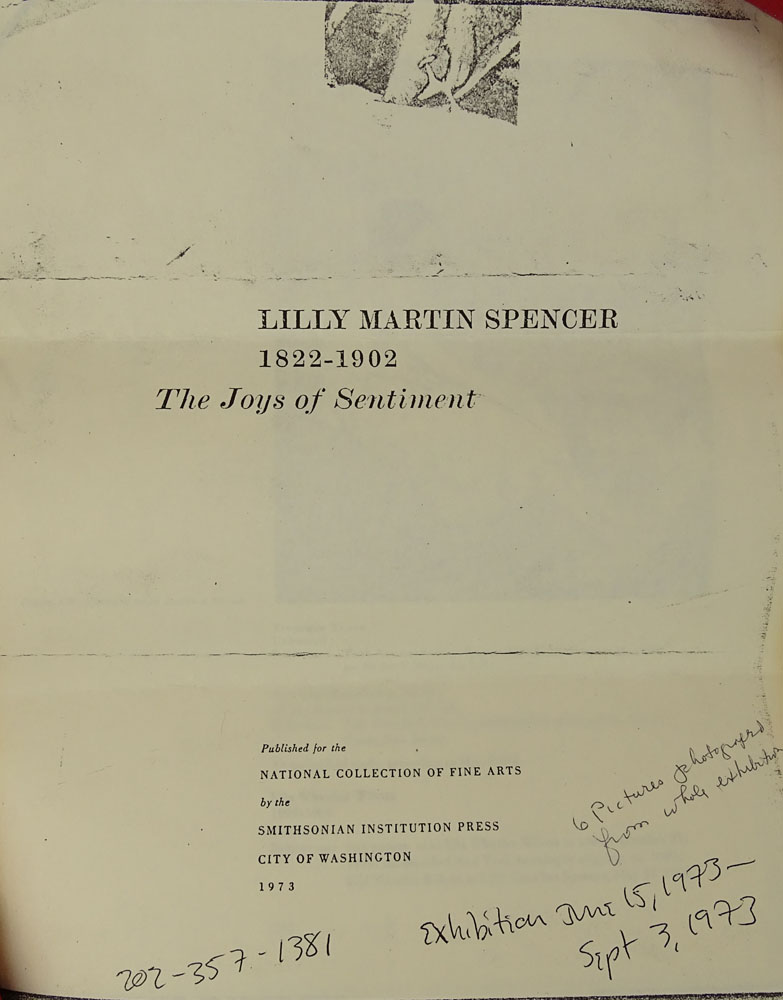 LILLY MARTIN SPENCER
1822-1902
The Joys of Sentiment
Published for the
NATIONAL COLLECTION OF FINE ARTS
by the
SMITHSONIAN INSTITUTION PRESS
CITY OF WASHINGTON
1973
6 Pictures photographed
from whole exhibition
Exhibition June 15, 1973—
Sept 3, 1973
202-357-1381